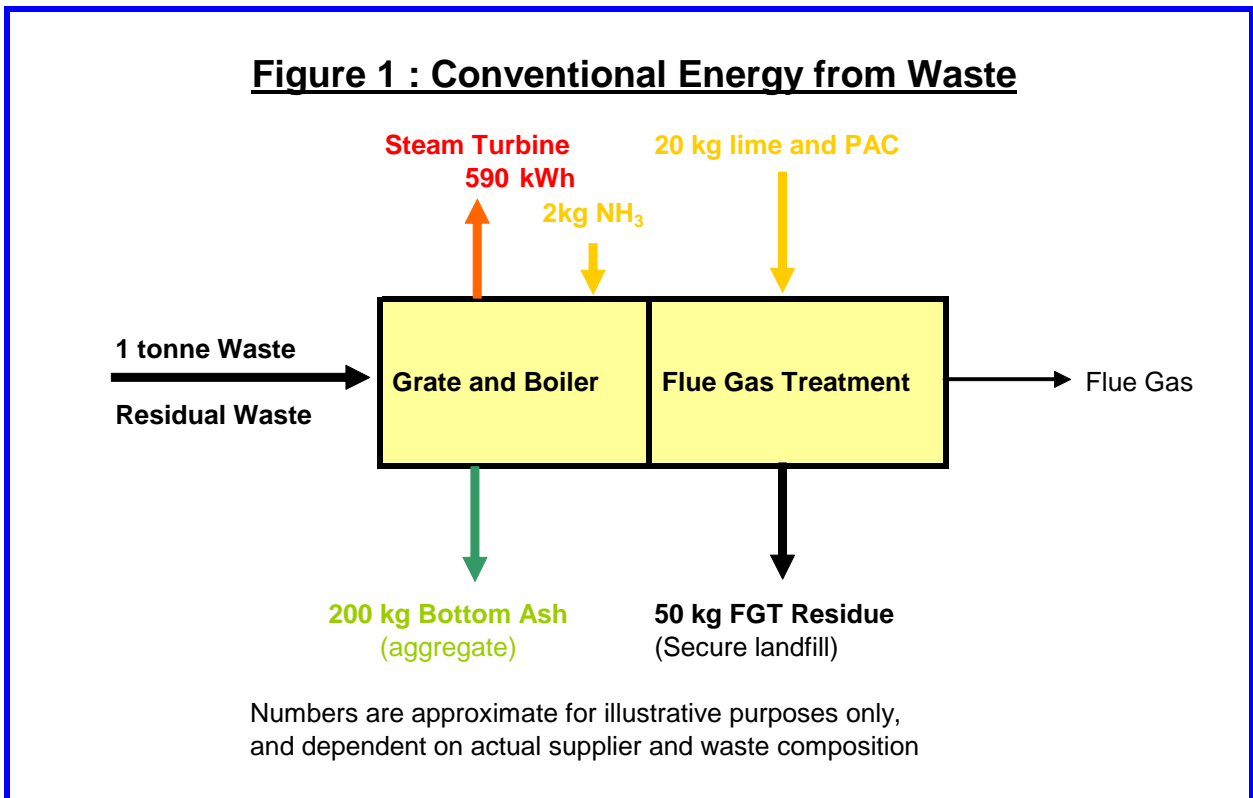 Figure 1 : Conventional Energy from Waste
Steam Turbine
590 kWh
20 kg lime and PAC
2kg NH₃
1 tonne Waste
Residual Waste
Grate and Boiler
Flue Gas Treatment
Flue Gas
200 kg Bottom Ash
(aggregate)
50 kg FGT Residue
(Secure landfill)
Numbers are approximate for illustrative purposes only,
and dependent on actual supplier and waste composition